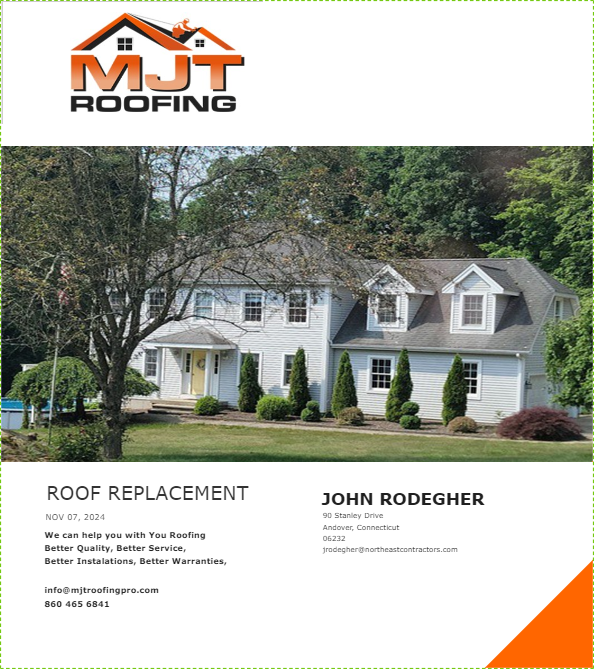 MJT
ROOFING
ROOF REPLACEMENT
NOV 07, 2024
We can help you with You Roofing
Better Quality, Better Service,
Better Instalations, Better Warranties,
info@mjtroofingpro.com
860 465 6841
JOHN RODEGHER
90 Stanley Drive
Andover, Connecticut
06232
jrodegher@northeastcontractors.com